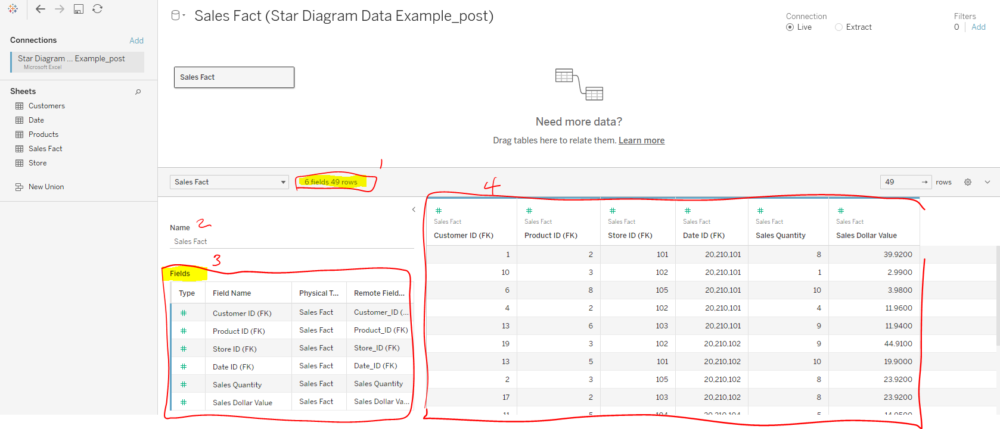 Sales Fact (Star Diagram Data Example_post)
Connection
Live
Extract
Filters
0
Add
Connections
Add
Star Diagram ... Example_post
Microsoft Excel
Sheets
Customers
Date
Products
Sales Fact
Store
New Union
Sales Fact
Need more data?
Drag tables here to relate them. Learn more
Sales Fact
6 fields 49 rows
1
49
rows
Name
2
Sales Fact
3
Fields
Type Field Name Physical T... Remote Field...
Customer ID (FK) Sales Fact Customer_ID (...
Product ID (FK) Sales Fact Product_ID (FK)
Store ID (FK) Sales Fact Store_ID (FK)
Date ID (FK) Sales Fact Date_ID (FK)
Sales Quantity Sales Fact Sales Quantity
Sales Dollar Value Sales Fact Sales Dollar Va...
4
Sales Fact Sales Fact Sales Fact Sales Fact Sales Fact Sales Fact
Customer ID (FK) Product ID (FK) Store ID (FK) Date ID (FK) Sales Quantity Sales Dollar Value
1 2 101 20,210,101 8 39.9200
10 3 102 20,210,101 1 2.9900
6 8 105 20,210,101 10 3.9800
4 2 102 20,210,101 4 11.9600
13 6 103 20,210,101 9 11.9400
19 3 102 20,210,102 9 44.9100
13 5 101 20,210,102 10 19.9000
2 3 105 20,210,102 8 23.9200
17 2 103 20,210,102 8 23.9200
11 5 104 20,210,104 5 14.9500